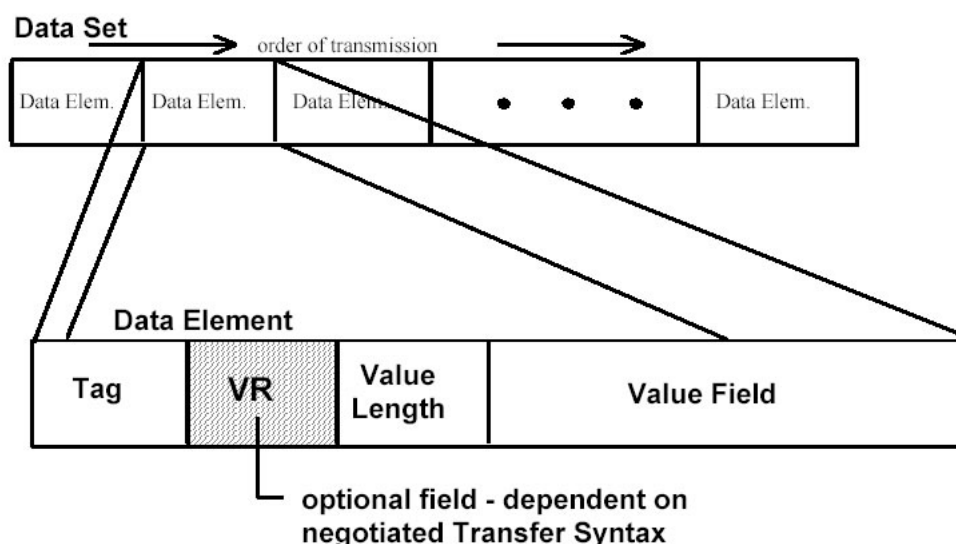 Data Set
order of transmission
Data Elem.
Data Elem.
Data Elem.
Data Elem.
Data Element
Tag
VR
Value
Length
Value Field
optional field - dependent on
negotiated Transfer Syntax